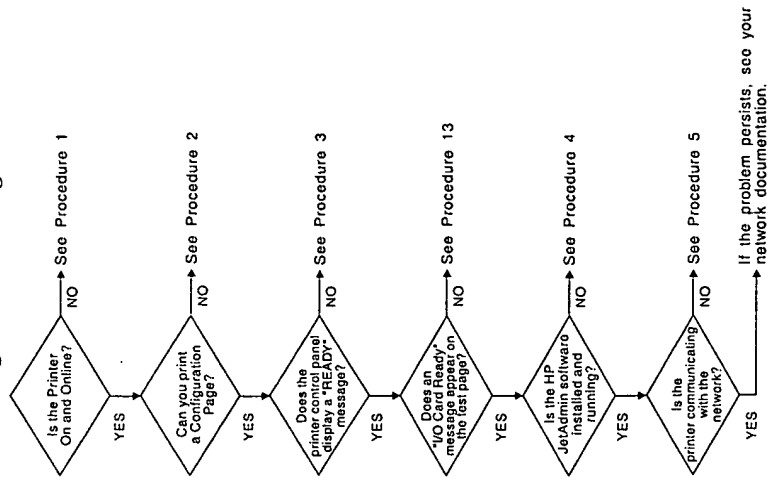 Is the Printer
On and Online?
NO
See Procedure 1
YES
Can you print
a Configuration
Page?
NO
See Procedure 2
YES
Does the
printer control panel
display a "READY"
message?
NO
See Procedure 3
YES
Does an
"I/O Card Ready"
message appear on
the test page?
NO
See Procedure 13
YES
Is the HP
JetAdmin software
installed and
running?
NO
See Procedure 4
YES
Is the
printer communicating
with the
network?
NO
See Procedure 5
YES
If the problem persists, see your
network documentation.